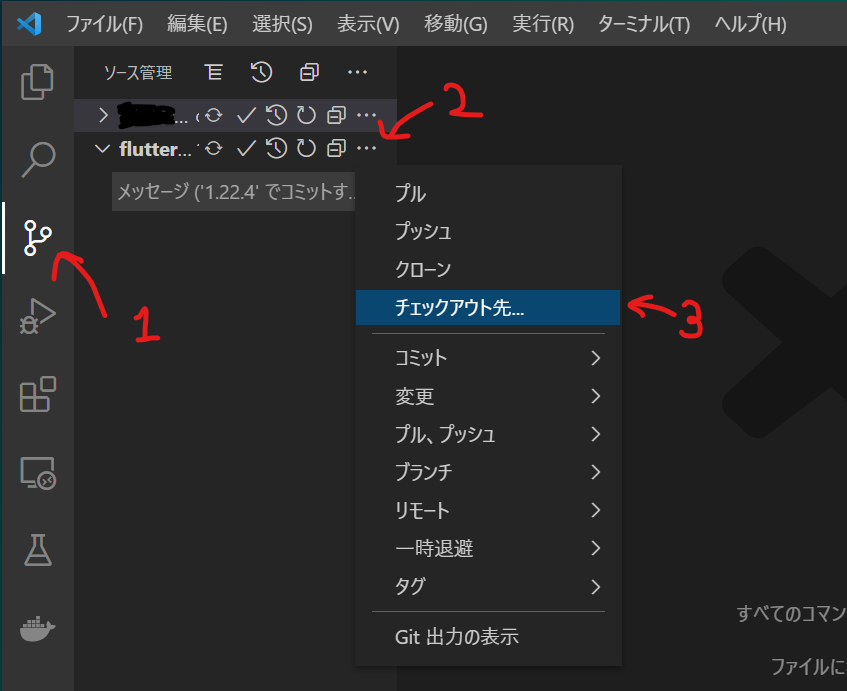 ファイル(F) 編集(E) 選択(S) 表示(V) 移動(G) 実行(R) ターミナル(T) ヘルプ(H)
ソース管理
...
2
flutter...
メッセージ ('1.22.4' でコミットす...
プル
プッシュ
クローン
チェックアウト先...
3
1
コミット
変更
プル、プッシュ
ブランチ
リモート
一時退避
タグ
Git 出力の表示
すべてのコマン
ファイルに